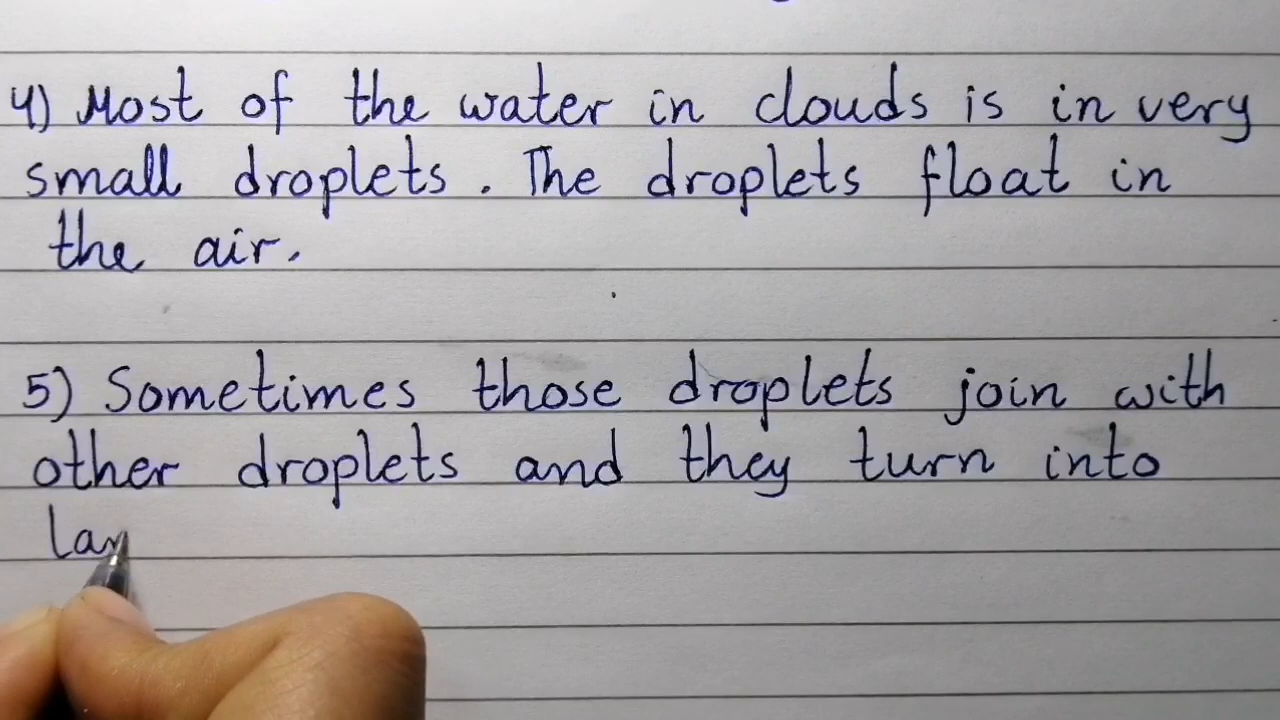 4) Most of the water in clouds is in very
small droplets. The droplets float in
the air.
5) Sometimes those droplets join with
other droplets and they turn into